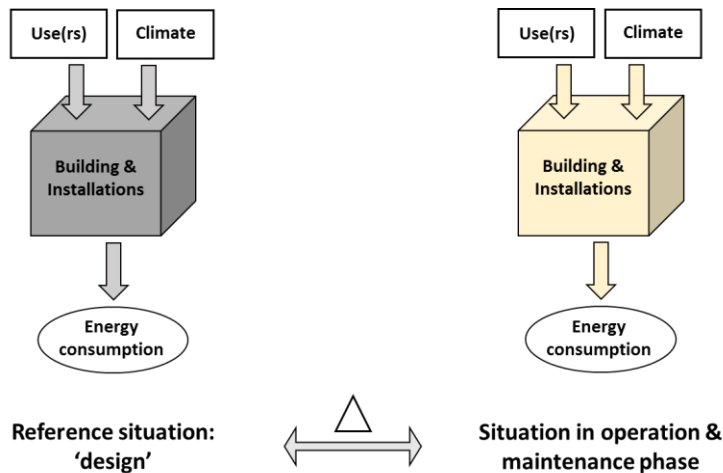 Use(rs)
Climate
Building &
Installations
Energy
consumption
Reference situation:
‘design’
Use(rs)
Climate
Building &
Installations
Energy
consumption
Situation in operation &
maintenance phase